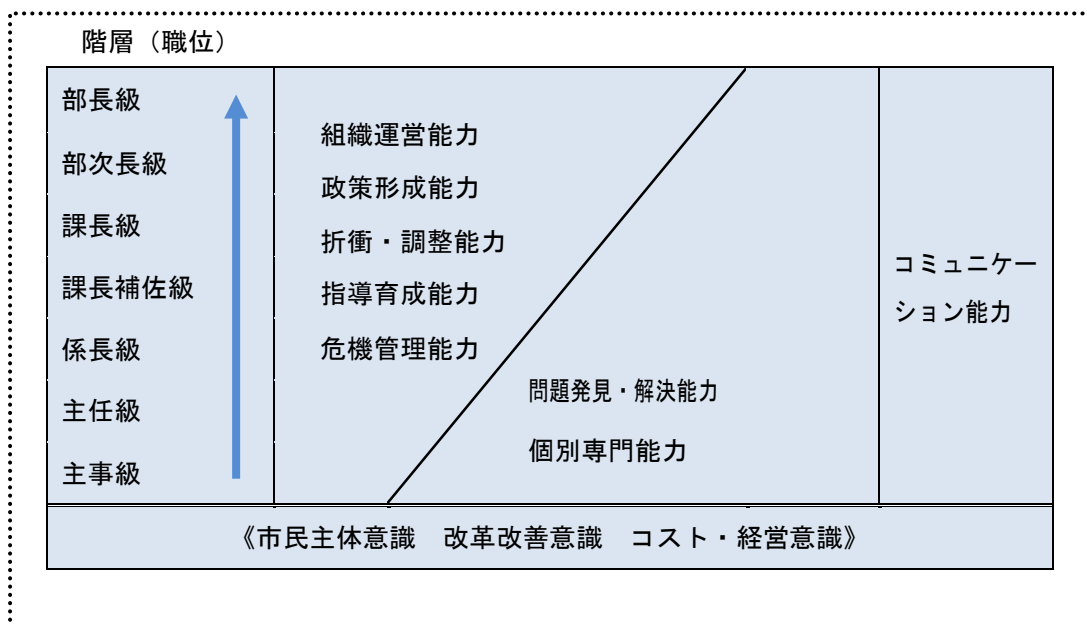 階層（職位）
部長級
部次長級
課長級
課長補佐級
係長級
主任級
主事級
組織運営能力
政策形成能力
折衝・調整能力
指導育成能力
危機管理能力
問題発見・解決能力
個別専門能力
コミュニケー
ション能力
《市民主体意識　改革改善意識　コスト・経営意識》